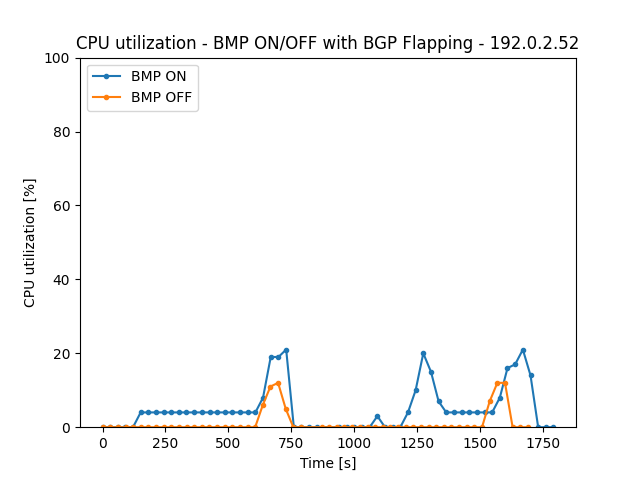 CPU utilization - BMP ON/OFF with BGP Flapping - 192.0.2.52
100
BMP ON
BMP OFF
80
60
CPU utilization [%]
40
20
0
0 250 500 750 1000 1250 1500 1750
Time [s]